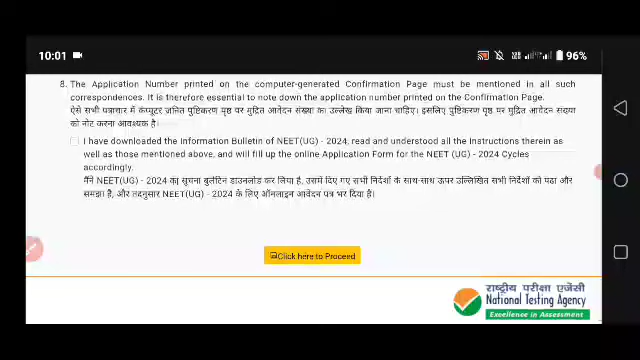 10:01
96%
8. The Application Number printed on the computer-generated Confirmation Page must be mentioned in all such
correspondences. It is therefore essential to note down the application number printed on the Confirmation Page.
ऐसे सभी पत्राचार में कंप्यूटर जनित पुष्टिकरण पृष्ठ पर मुद्रित आवेदन संख्या का उल्लेख किया जाना चाहिए। इसलिए पुष्टिकरण पृष्ठ पर मुद्रित आवेदन संख्या
को नोट करना आवश्यक है।
I have downloaded the Information Bulletin of NEET(UG) - 2024, read and understood all the Instructions therein as
well as those mentioned above, and will fill up the online Application Form for the NEET (UG) - 2024 Cycles
accordingly.
मैंने NEET(UG) - 2024 का सूचना बुलेटिन डाउनलोड कर लिया है, उसमें दिए गए सभी निर्देशों के साथ-साथ ऊपर उल्लिखित सभी निर्देशों को पढ़ा और
समझा है, और तदनुसार NEET(UG) - 2024 के लिए ऑनलाइन आवेदन पत्र भर दिया है।
Click here to Proceed
राष्ट्रीय परीक्षा एजेंसी
National Testing Agency
Excellence in Assessment